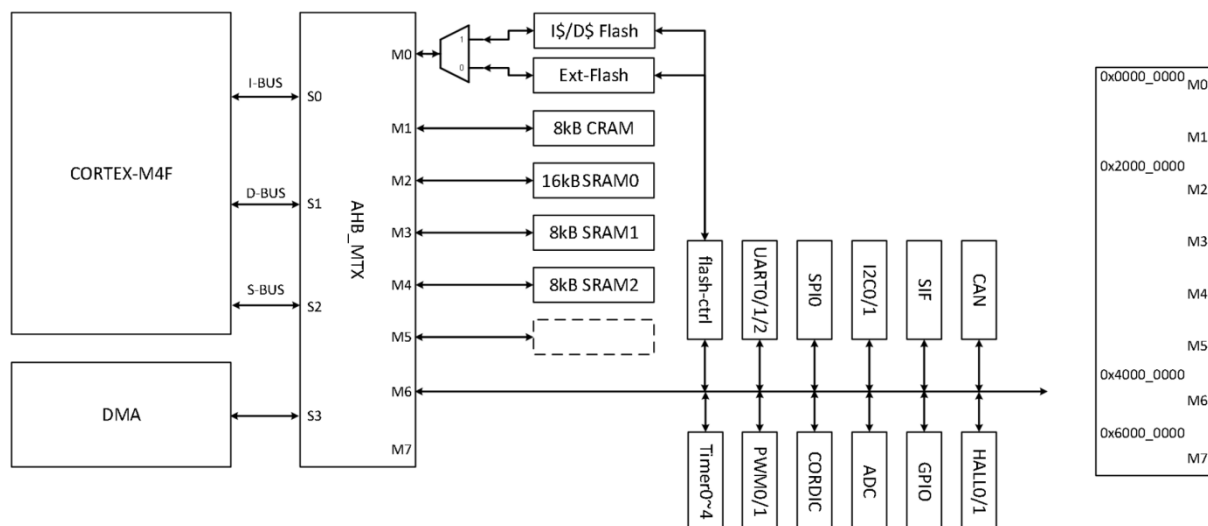 CORTEX-M4F
DMA
I-BUS
D-BUS
S-BUS
S0
S1
S2
S3
AHB_MTX
M0
M1
M2
M3
M4
M5
M6
M7
1
0
I$/D$ Flash
Ext-Flash
8kB CRAM
16kBSRAM0
8kB SRAM1
8kB SRAM2
flash-ctrl
UART0/1/2
SPI0
I2C0/1
SIF
CAN
Timer0~4
PWM0/1
CORDIC
ADC
GPIO
HALL0/1
0x0000_0000
M0
M1
0x2000_0000
M2
M3
M4
M5
0x4000_0000
M6
0x6000_0000
M7